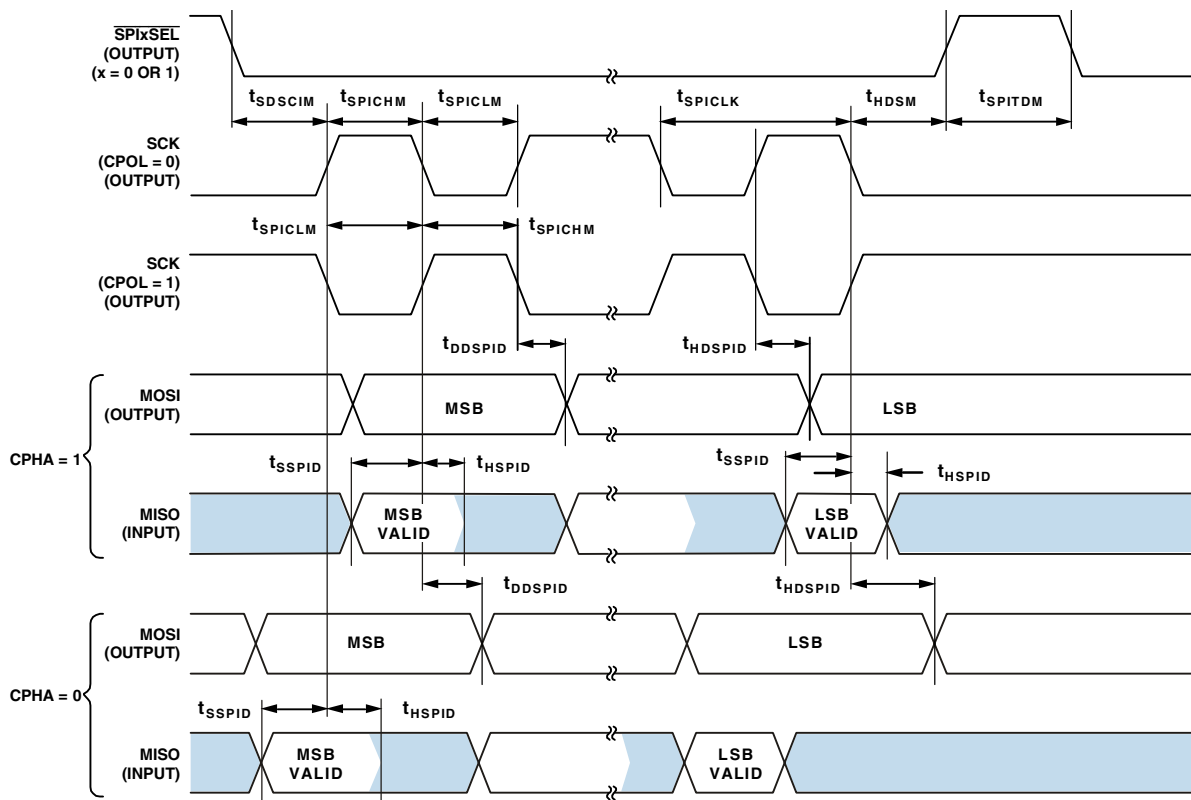 SPIxSEL
(OUTPUT)
(x = 0 OR 1)
tSDSCIM tSPICHM tSPICLM tSPICLK tHDSM tSPITDM
SCK
(CPOL = 0)
(OUTPUT)
tSPICLM tSPICHM
SCK
(CPOL = 1)
(OUTPUT)
tDDSPID tHDSPID
MOSI
(OUTPUT)
MSB LSB
CPHA = 1
tSSPID tHSPID tSSPID tHSPID
MISO
(INPUT)
MSB
VALID
LSB
VALID
tDDSPID tHDSPID
MOSI
(OUTPUT)
MSB LSB
CPHA = 0
tSSPID tHSPID
MISO
(INPUT)
MSB
VALID
LSB
VALID